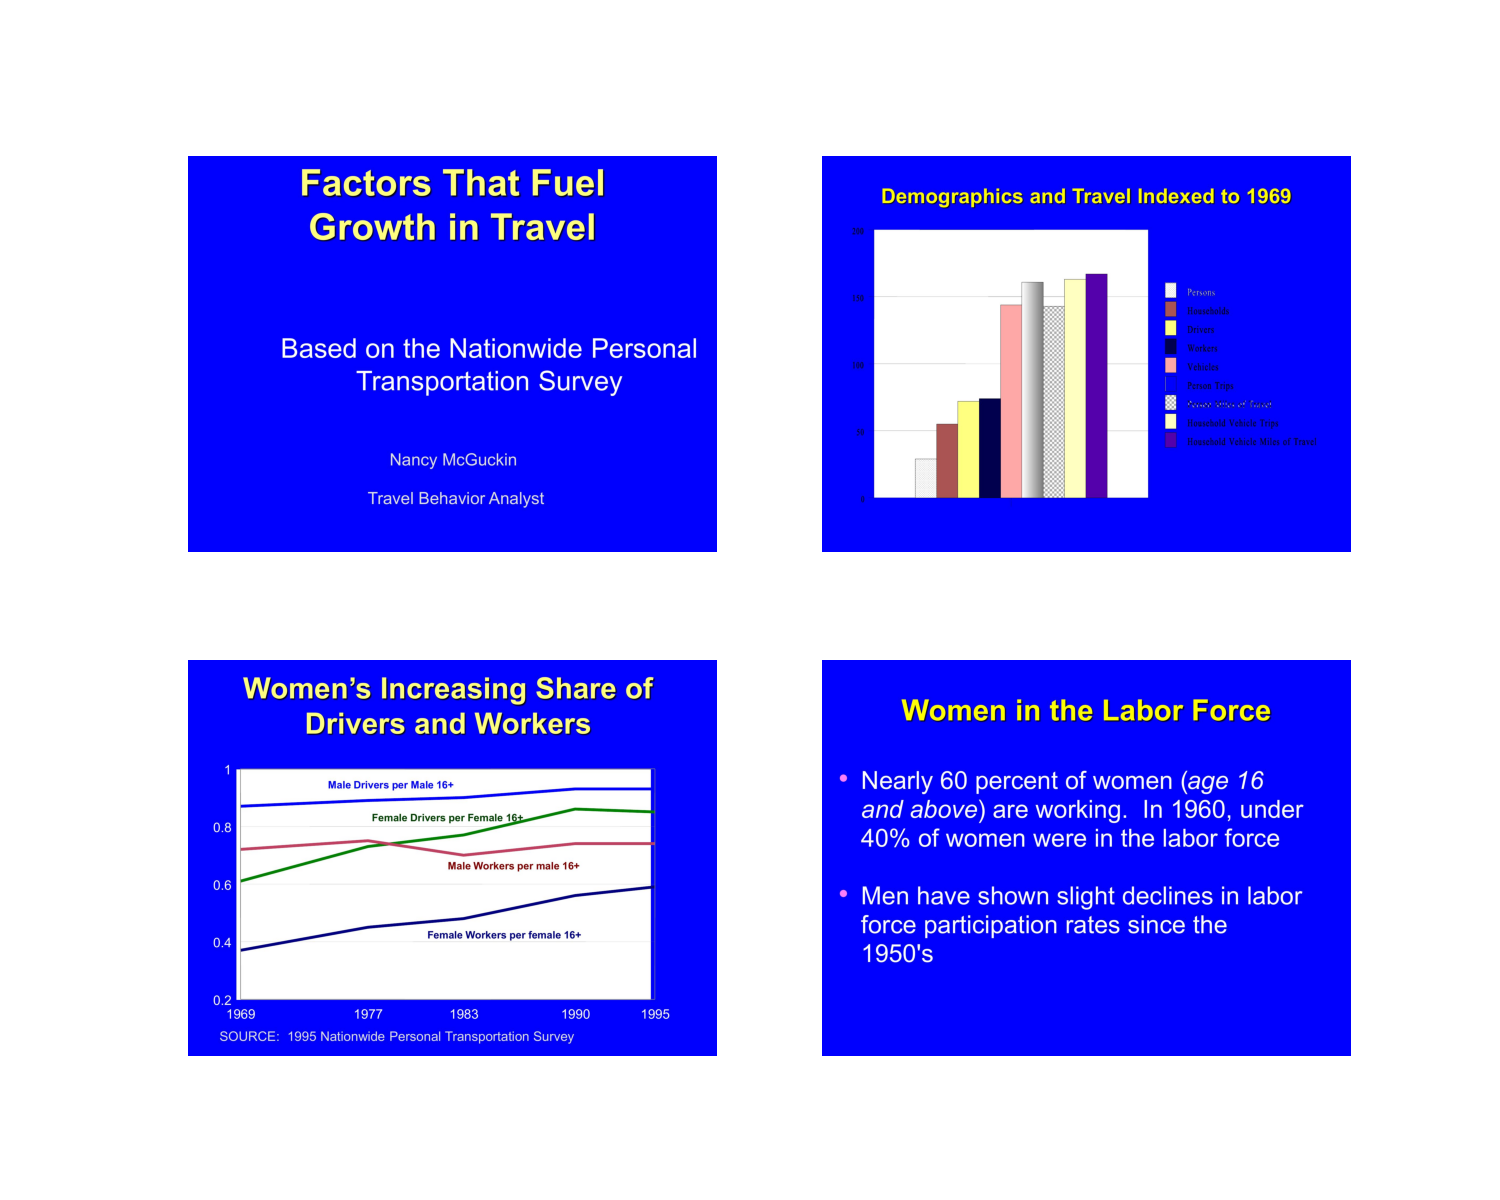 Factors That Fuel
Growth in Travel
Based on the Nationwide Personal
Transportation Survey
Nancy McGuckin
Travel Behavior Analyst
Demographics and Travel Indexed to 1969
200
150
100
50
0
Persons
Households
Drivers
Workers
Vehicles
Person Trips
Person Miles of Travel
Household Vehicle Trips
Household Vehicle Miles of Travel
Women's Increasing Share of
Drivers and Workers
1
0.8
0.6
0.4
0.2
Male Drivers per Male 16+
Female Drivers per Female 16+
Male Workers per male 16+
Female Workers per female 16+
1969 1977 1983 1990 1995
SOURCE: 1995 Nationwide Personal Transportation Survey
Women in the Labor Force
• Nearly 60 percent of women (age 16
and above) are working. In 1960, under
40% of women were in the labor force
• Men have shown slight declines in labor
force participation rates since the
1950's